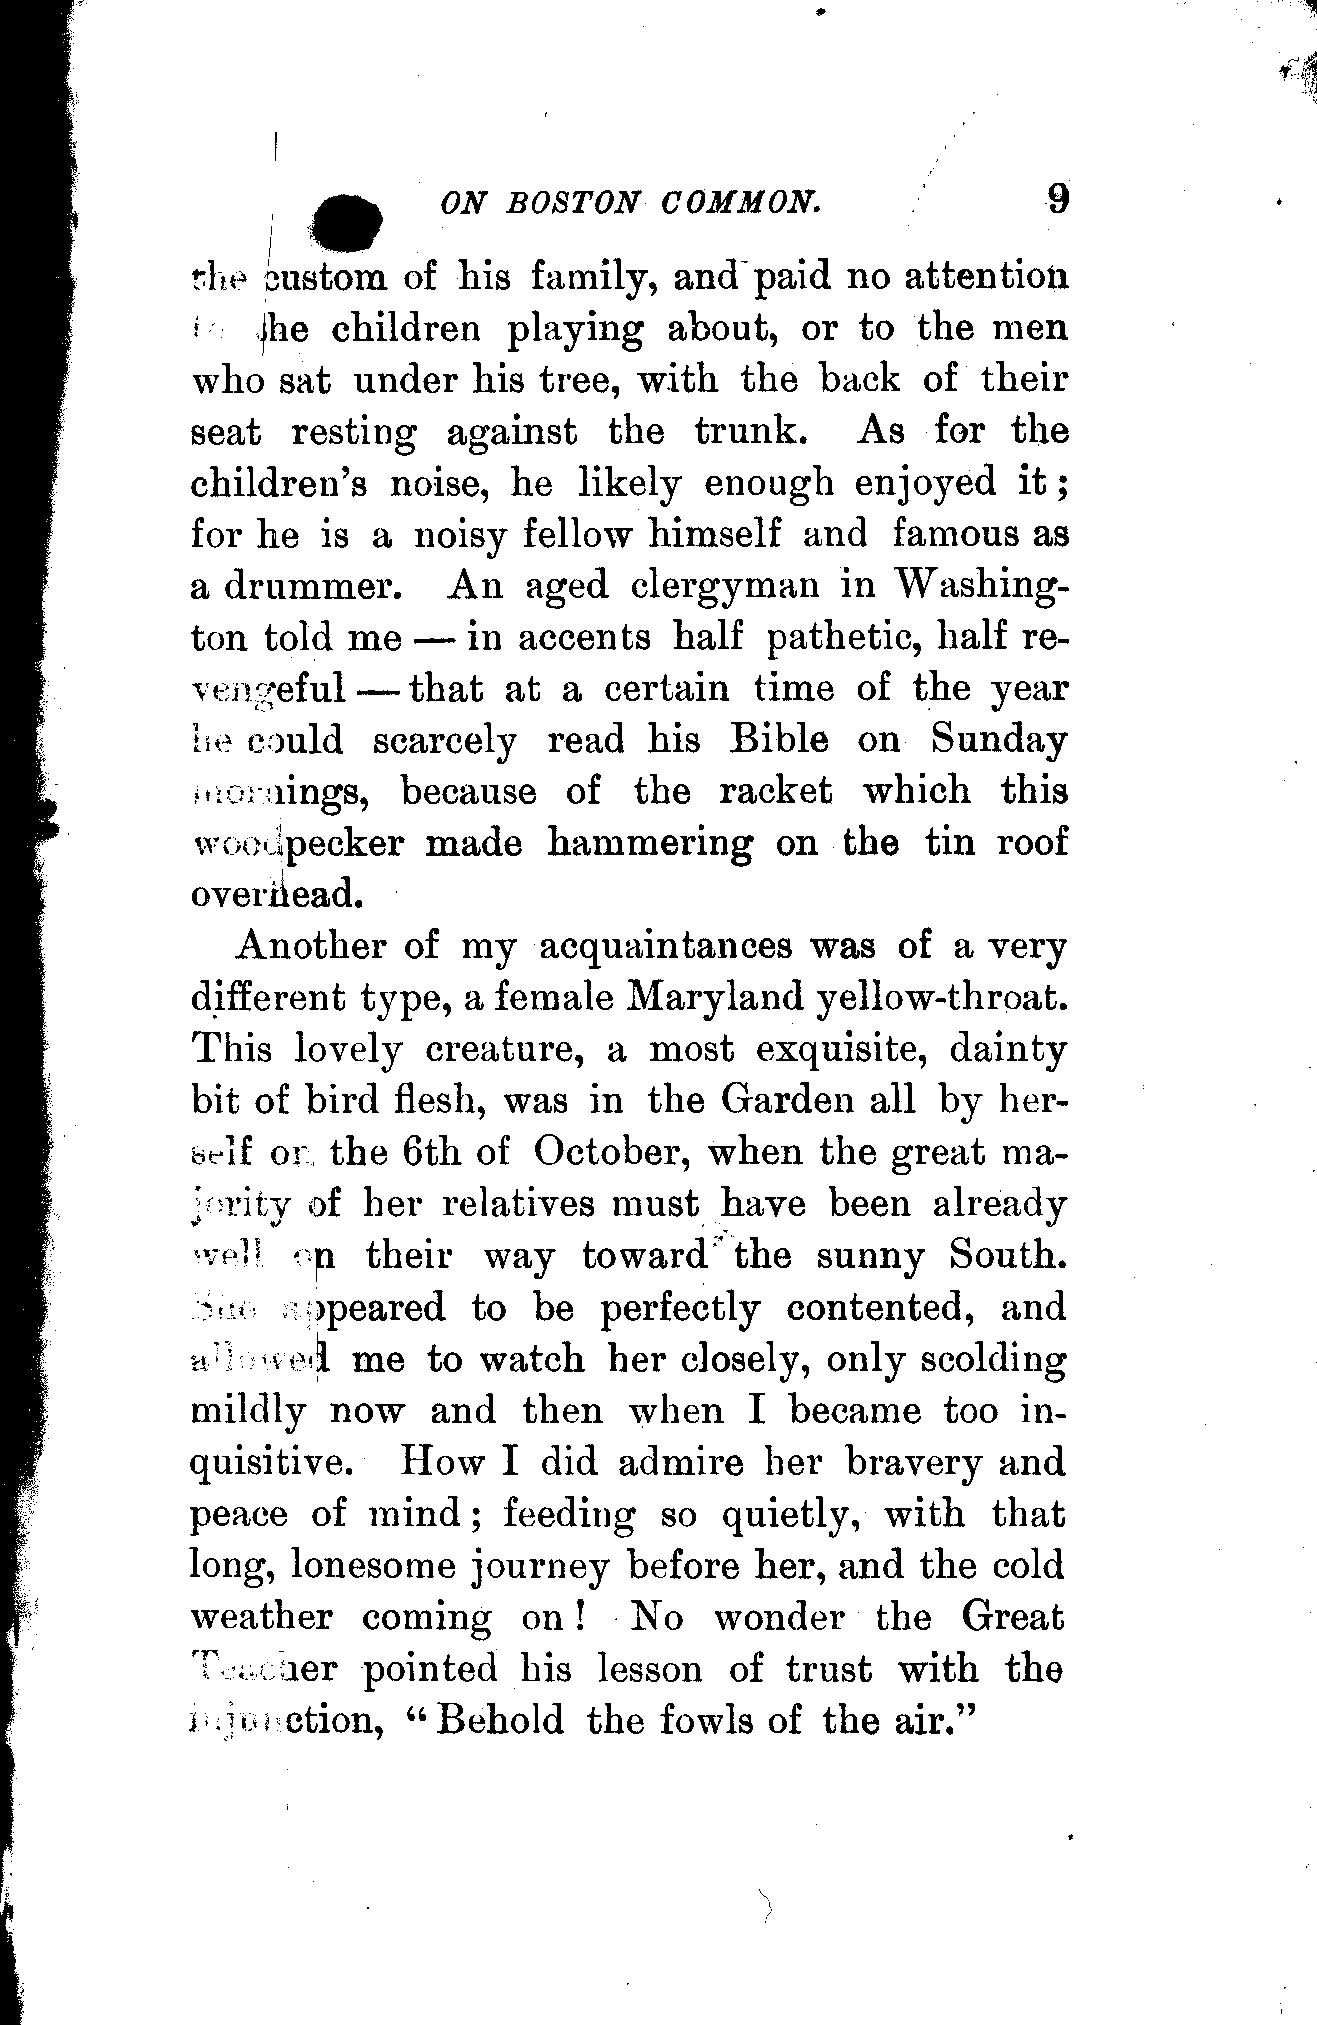 ON BOSTON COMMON. 9
the custom of his family, and paid no attention
the children playing about, or to the men
who sat under his tree, with the back of their
seat resting against the trunk. As for the
children's noise, he likely enough enjoyed it;
for he is a noisy fellow himself and famous as
a drummer. An aged clergyman in Washing-
ton told me — in accents half pathetic, half re-
vengeful — that at a certain time of the year
he could scarcely read his Bible on Sunday
mornings, because of the racket which this
woodpecker made hammering on the tin roof
overhead.
Another of my acquaintances was of a very
different type, a female Maryland yellow-throat.
This lovely creature, a most exquisite, dainty
bit of bird flesh, was in the Garden all by her-
self on the 6th of October, when the great ma-
jority of her relatives must have been already
well on their way toward the sunny South.
She appeared to be perfectly contented, and
allowed me to watch her closely, only scolding
mildly now and then when I became too in-
quisitive. How I did admire her bravery and
peace of mind; feeding so quietly, with that
long, lonesome journey before her, and the cold
weather coming on! No wonder the Great
Teacher pointed his lesson of trust with the
injunction, "Behold the fowls of the air."